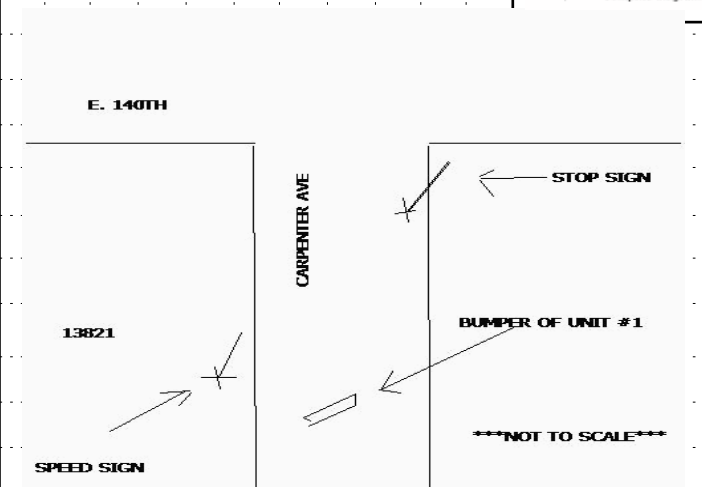 E. 140TH
CARPENTER AVE
STOP SIGN
13821
BUMPER OF UNIT #1
***NOT TO SCALE***
SPEED SIGN